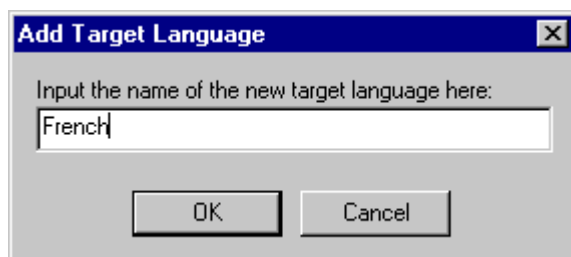 Add Target Language
Input the name of the new target language here:
French
OK Cancel